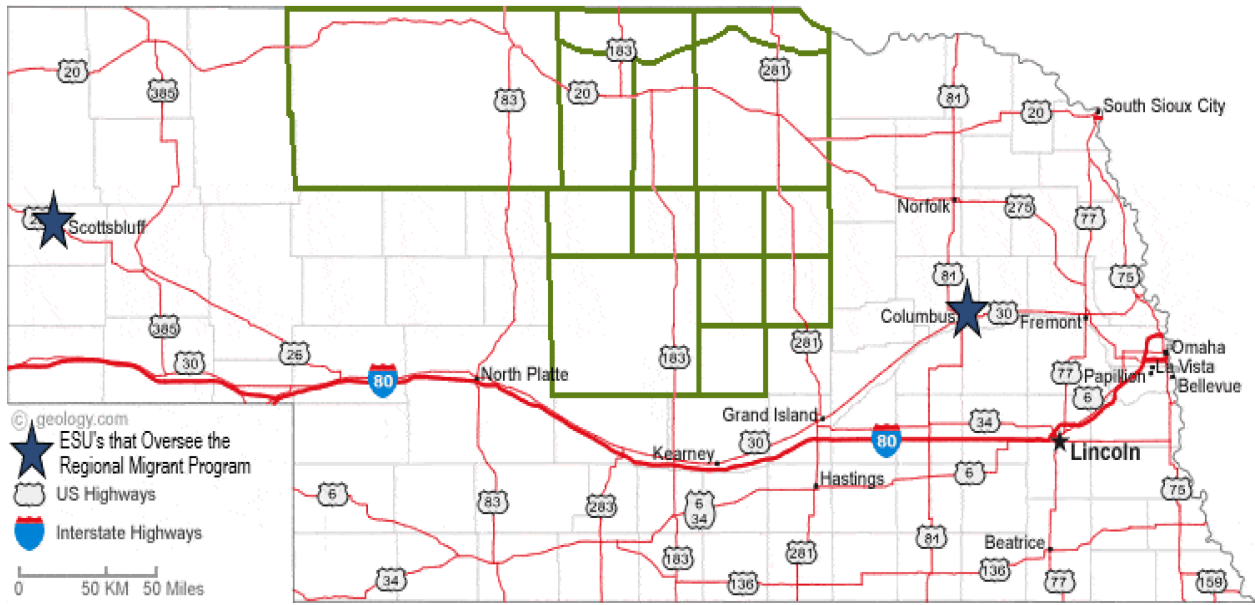 183
281
20
385
83
20
81
20
South Sioux City
Norfolk
275
77
Scottsbluff
81
75
Columbus
30
Fremont
385
30
26
183
281
Omaha
La Vista
Papillion
Bellevue
77
6
80
North Platte
Grand Island
34
30
80
Kearney
Lincoln
© geology.com
ESU's that Oversee the
Regional Migrant Program
US Highways
Interstate Highways
0 50 KM 50 Miles
6
83
283
6
34
Hastings
6
75
81
281
183
Beatrice
34
136
136
77
159